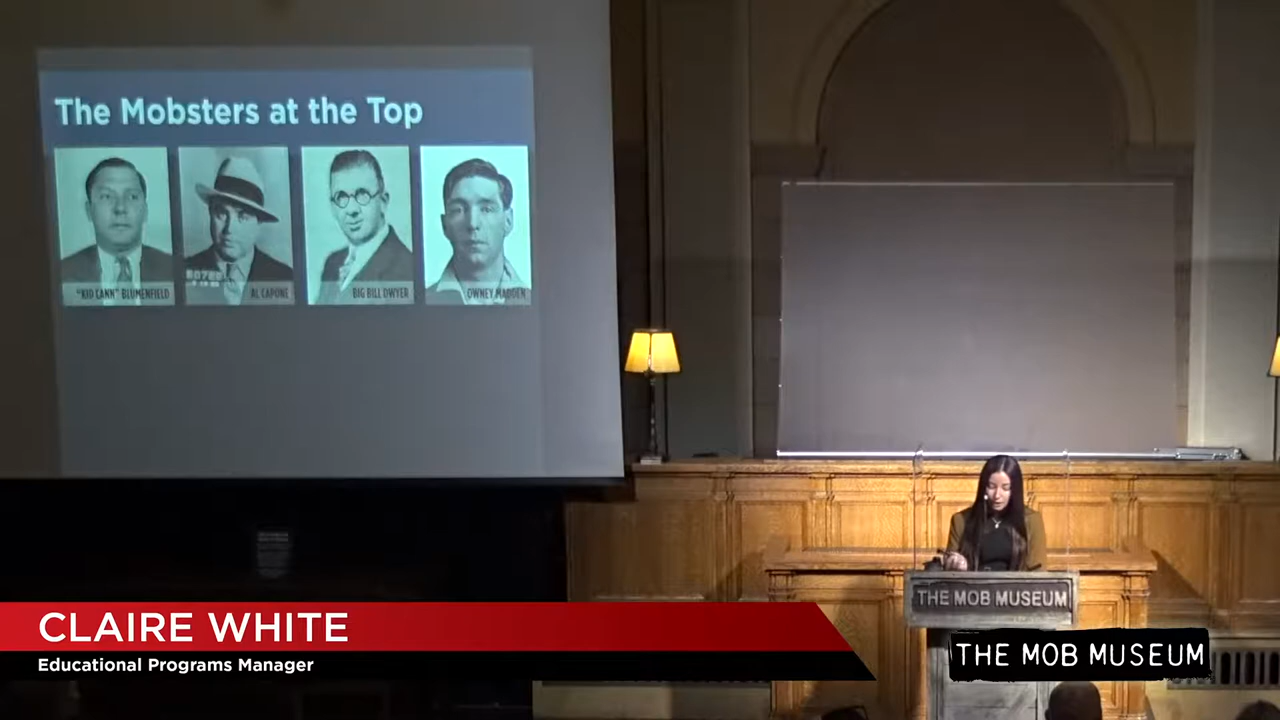 The Mobsters at the Top
"KID CANN" BLUMENFIELD
AL CAPONE
BIG BILL DWYER
OWNEY MADDEN
THE MOB MUSEUM
CLAIRE WHITE
Educational Programs Manager
THE MOB MUSEUM